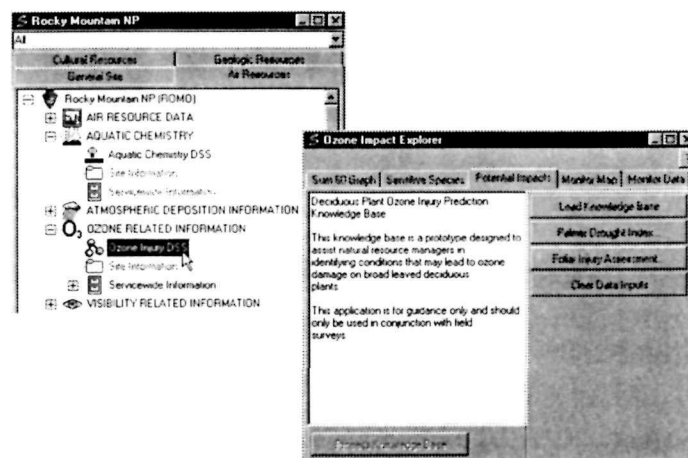 Rocky Mountain NP
All
Cultural Resources Geologic Resources
General Site Air Resources
Rocky Mountain NP (ROMO)
AIR RESOURCE DATA
AQUATIC CHEMISTRY
Aquatic Chemistry DSS
Site Information
Servicewide Information
ATMOSPHERIC DEPOSITION INFORMATION
O₃ OZONE RELATED INFORMATION
Ozone Injury DSS
Site Information
Servicewide Information
VISIBILITY RELATED INFORMATION
Ozone Impact Explorer
Sum 60 Graph Sensitive Species Potential Impacts Monitor Map Monitor Data
Deciduous Plant Ozone Injury Prediction
Knowledge Base
This knowledge base is a prototype designed to
assist natural resource managers in
identifying conditions that may lead to ozone
damage on broad leaved deciduous
plants.
This application is for guidance only and should
only be used in conjunction with field
surveys
Load Knowledge Base
Palmer Drought Index...
Foliar Injury Assessment...
Clear Data Inputs
Knowledge Base